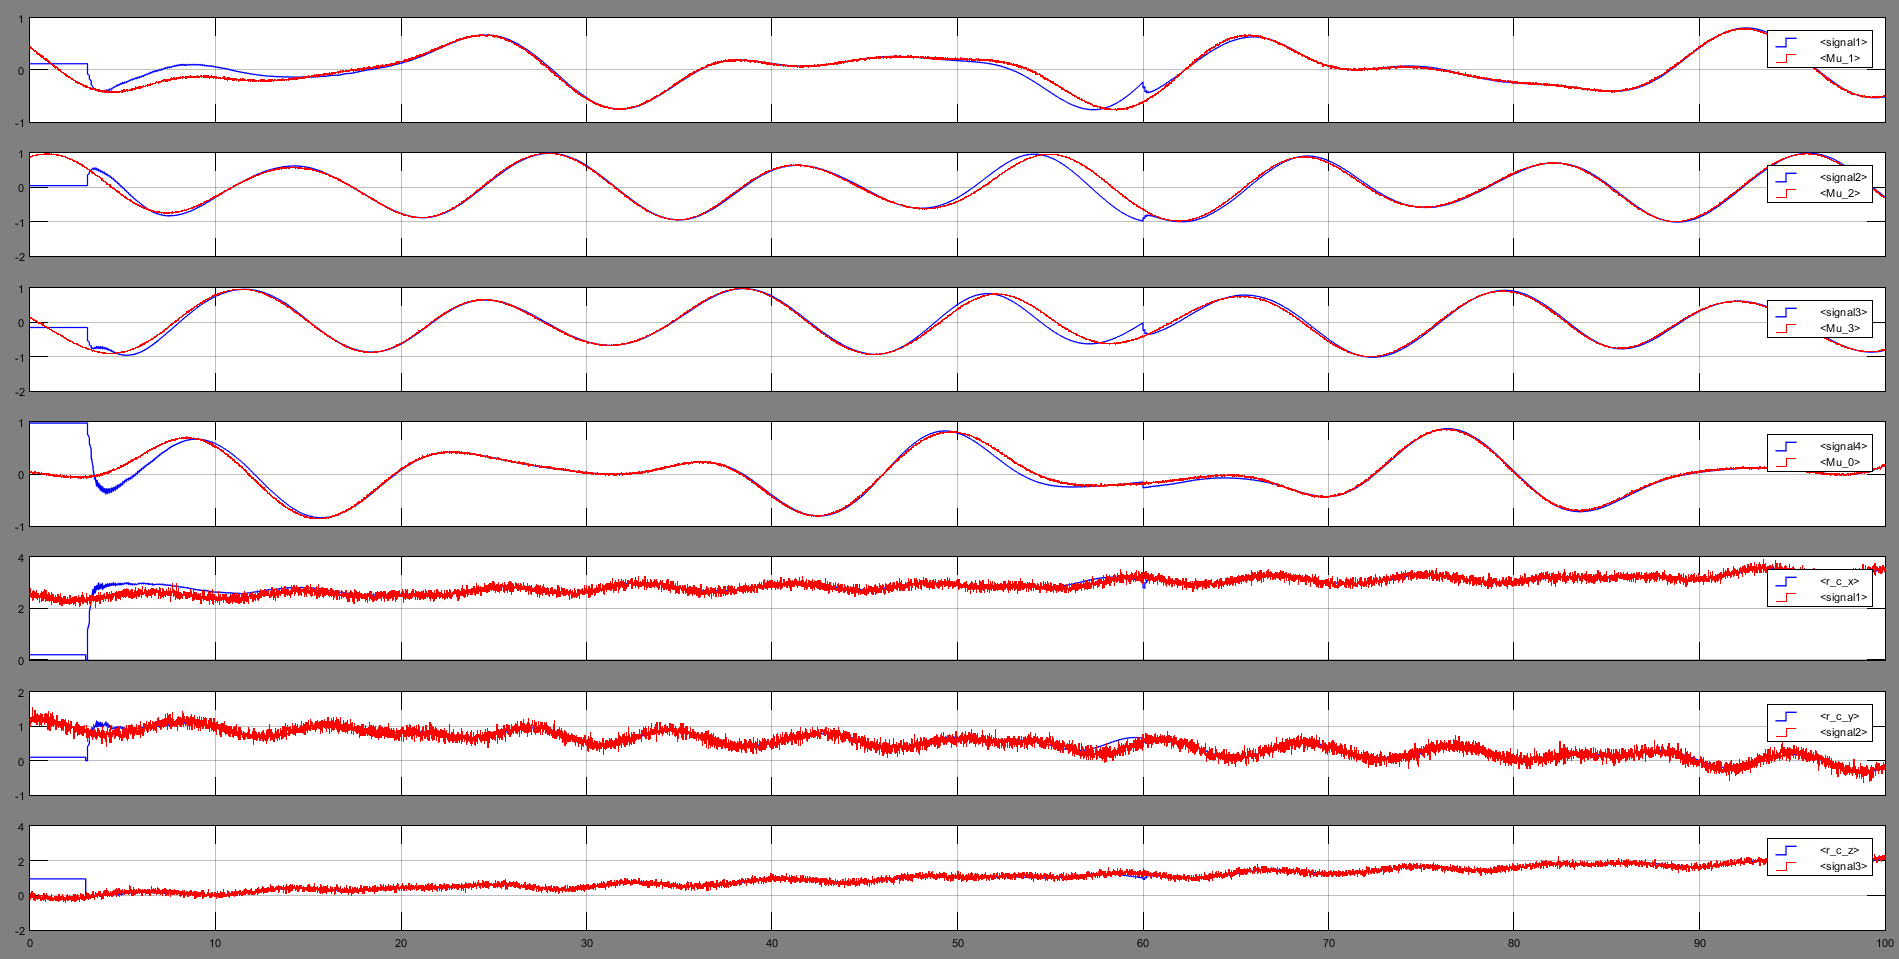 1
0
-1
<signal1>
<Mu_1>
1
0
-1
-2
<signal2>
<Mu_2>
1
0
-1
-2
<signal3>
<Mu_3>
1
0
-1
<signal4>
<Mu_0>
4
2
0
<r_c_x>
<signal1>
2
1
0
-1
<r_c_y>
<signal2>
4
2
0
-2
<r_c_z>
<signal3>
0 10 20 30 40 50 60 70 80 90 100